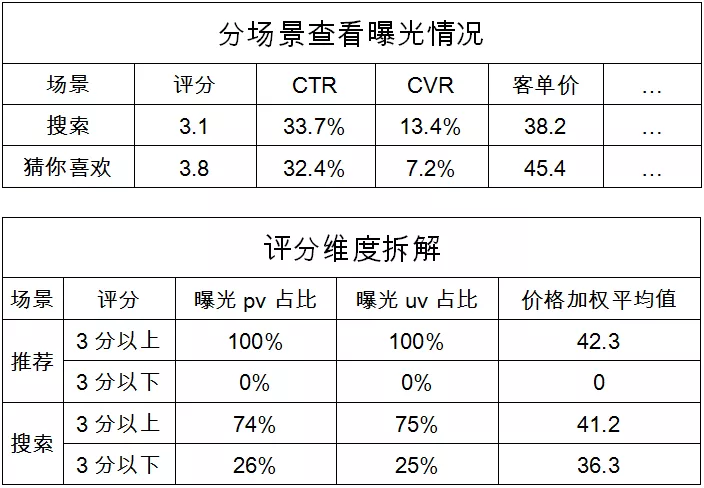 分场景查看曝光情况
场景 评分 CTR CVR 客单价 …
搜索 3.1 33.7% 13.4% 38.2 …
猜你喜欢 3.8 32.4% 7.2% 45.4 …
评分维度拆解
场景 评分 曝光 pv 占比 曝光 uv 占比 价格加权平均值
推荐 3 分以上 100% 100% 42.3
3 分以下 0% 0% 0
搜索 3 分以上 74% 75% 41.2
3 分以下 26% 25% 36.3